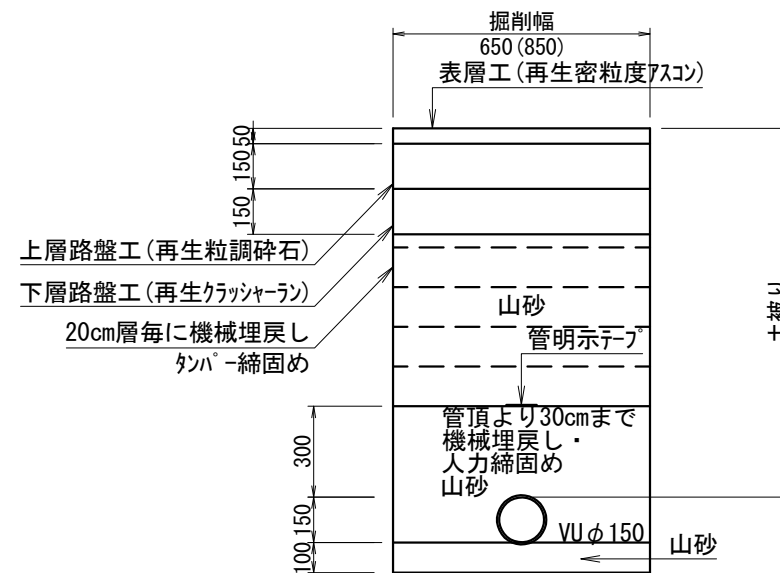 掘削幅
650(850)
表層工(再生密粒度アスコン)
50
150
150
上層路盤工(再生粒調砕石)
下層路盤工(再生クラッシャーラン)
20cm層毎に機械埋戻し
タンパー締固め
山砂
管明示テープ
管頂より30cmまで
機械埋戻し・
人力締固め
山砂
300
150
100
VUφ150
山砂
土被り